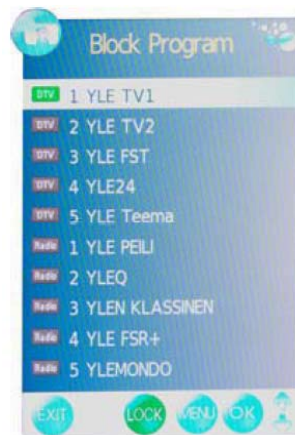 Block Program
DTV 1 YLE TV1
DTV 2 YLE TV2
DTV 3 YLE FST
DTV 4 YLE24
DTV 5 YLE Teema
Radio 1 YLE PEILI
Radio 2 YLEQ
Radio 3 YLEN KLASSINEN
Radio 4 YLE FSR+
Radio 5 YLEMONDO
EXIT LOCK MENU OK